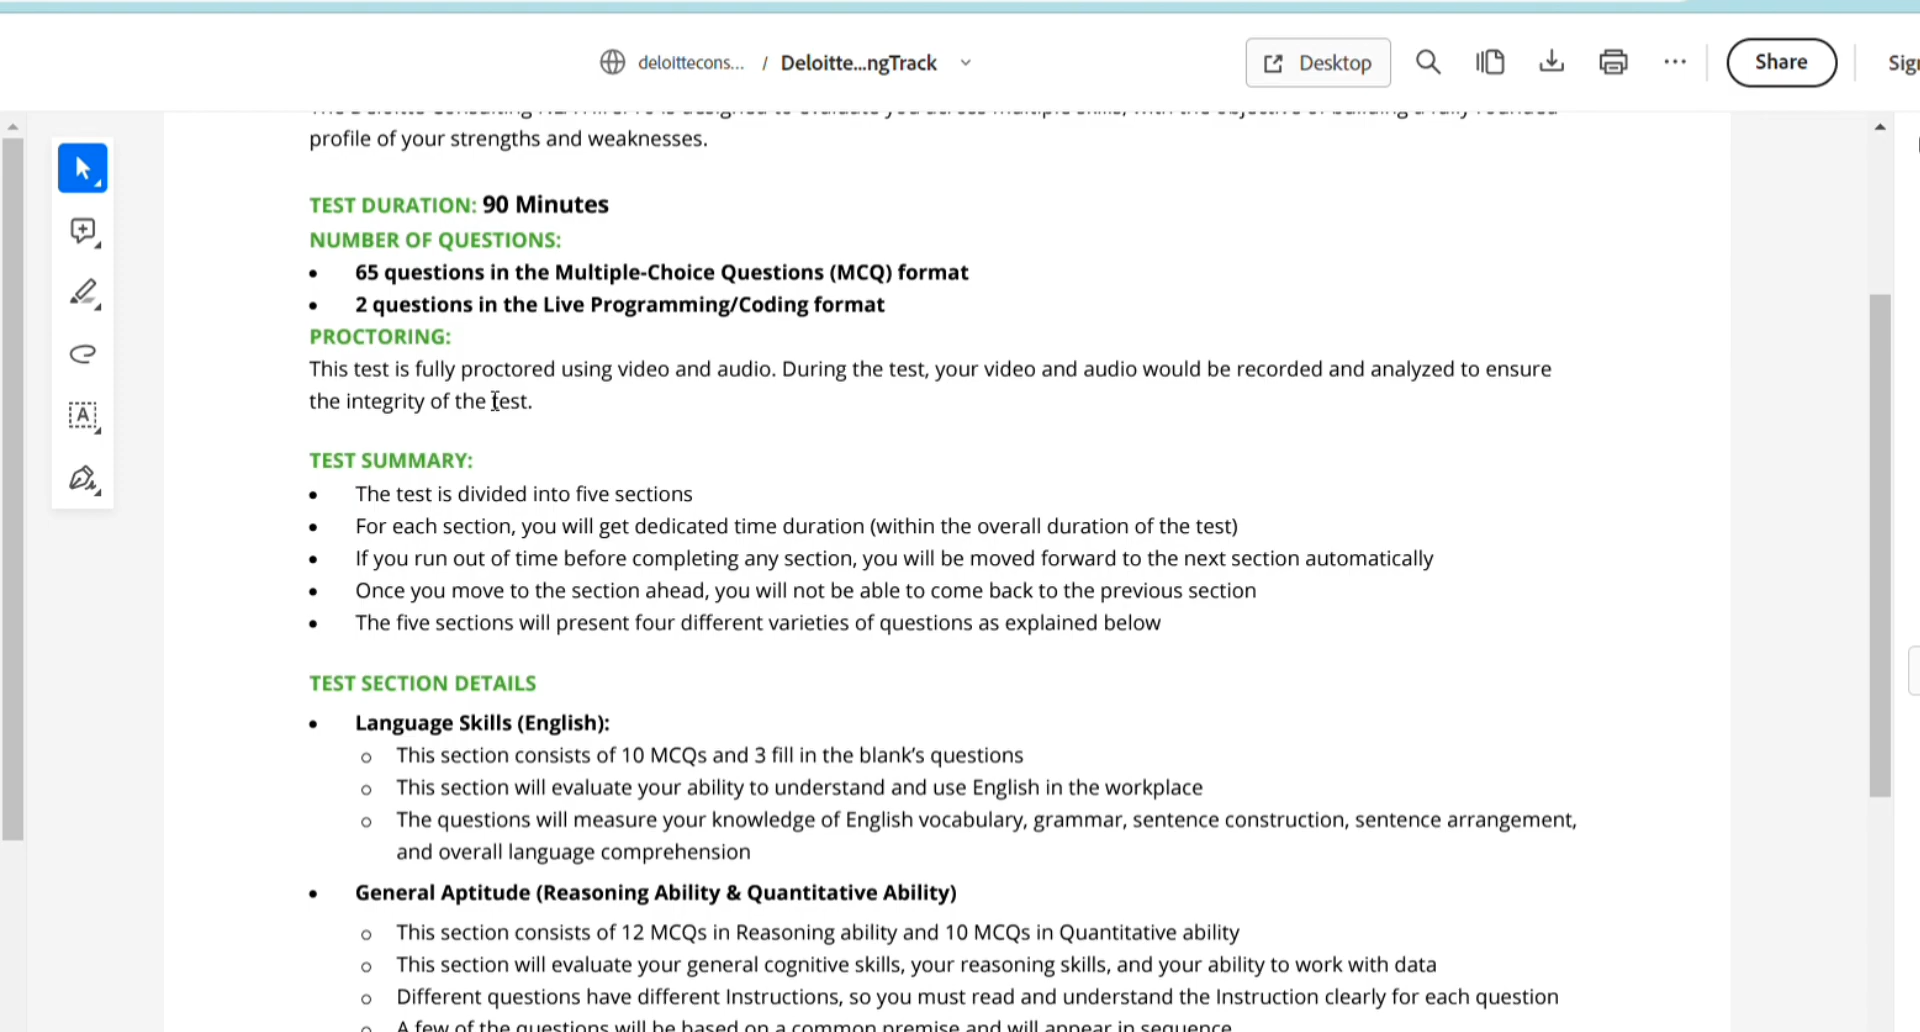 deloittecons... / Deloitte...ngTrack
Desktop
Share
profile of your strengths and weaknesses.
TEST DURATION: 90 Minutes
NUMBER OF QUESTIONS:
• 65 questions in the Multiple-Choice Questions (MCQ) format
• 2 questions in the Live Programming/Coding format
PROCTORING:
This test is fully proctored using video and audio. During the test, your video and audio would be recorded and analyzed to ensure
the integrity of the test.
TEST SUMMARY:
• The test is divided into five sections
• For each section, you will get dedicated time duration (within the overall duration of the test)
• If you run out of time before completing any section, you will be moved forward to the next section automatically
• Once you move to the section ahead, you will not be able to come back to the previous section
• The five sections will present four different varieties of questions as explained below
TEST SECTION DETAILS
• Language Skills (English):
o This section consists of 10 MCQs and 3 fill in the blank’s questions
o This section will evaluate your ability to understand and use English in the workplace
o The questions will measure your knowledge of English vocabulary, grammar, sentence construction, sentence arrangement,
and overall language comprehension
• General Aptitude (Reasoning Ability & Quantitative Ability)
o This section consists of 12 MCQs in Reasoning ability and 10 MCQs in Quantitative ability
o This section will evaluate your general cognitive skills, your reasoning skills, and your ability to work with data
o Different questions have different Instructions, so you must read and understand the Instruction clearly for each question
o A few of the questions will be based on a common premise and will appear in sequence